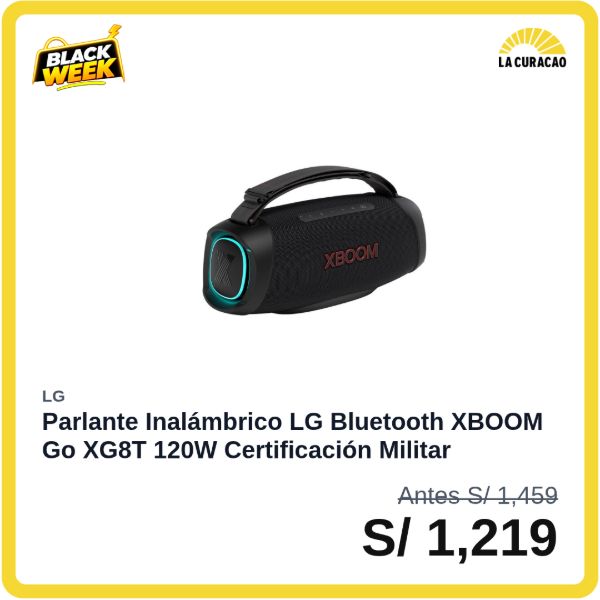 BLACK
WEEK
LA CURACAO
XBOOM
LG
Parlante Inalámbrico LG Bluetooth XBOOM
Go XG8T 120W Certificación Militar
Antes S/ 1,459
S/ 1,219